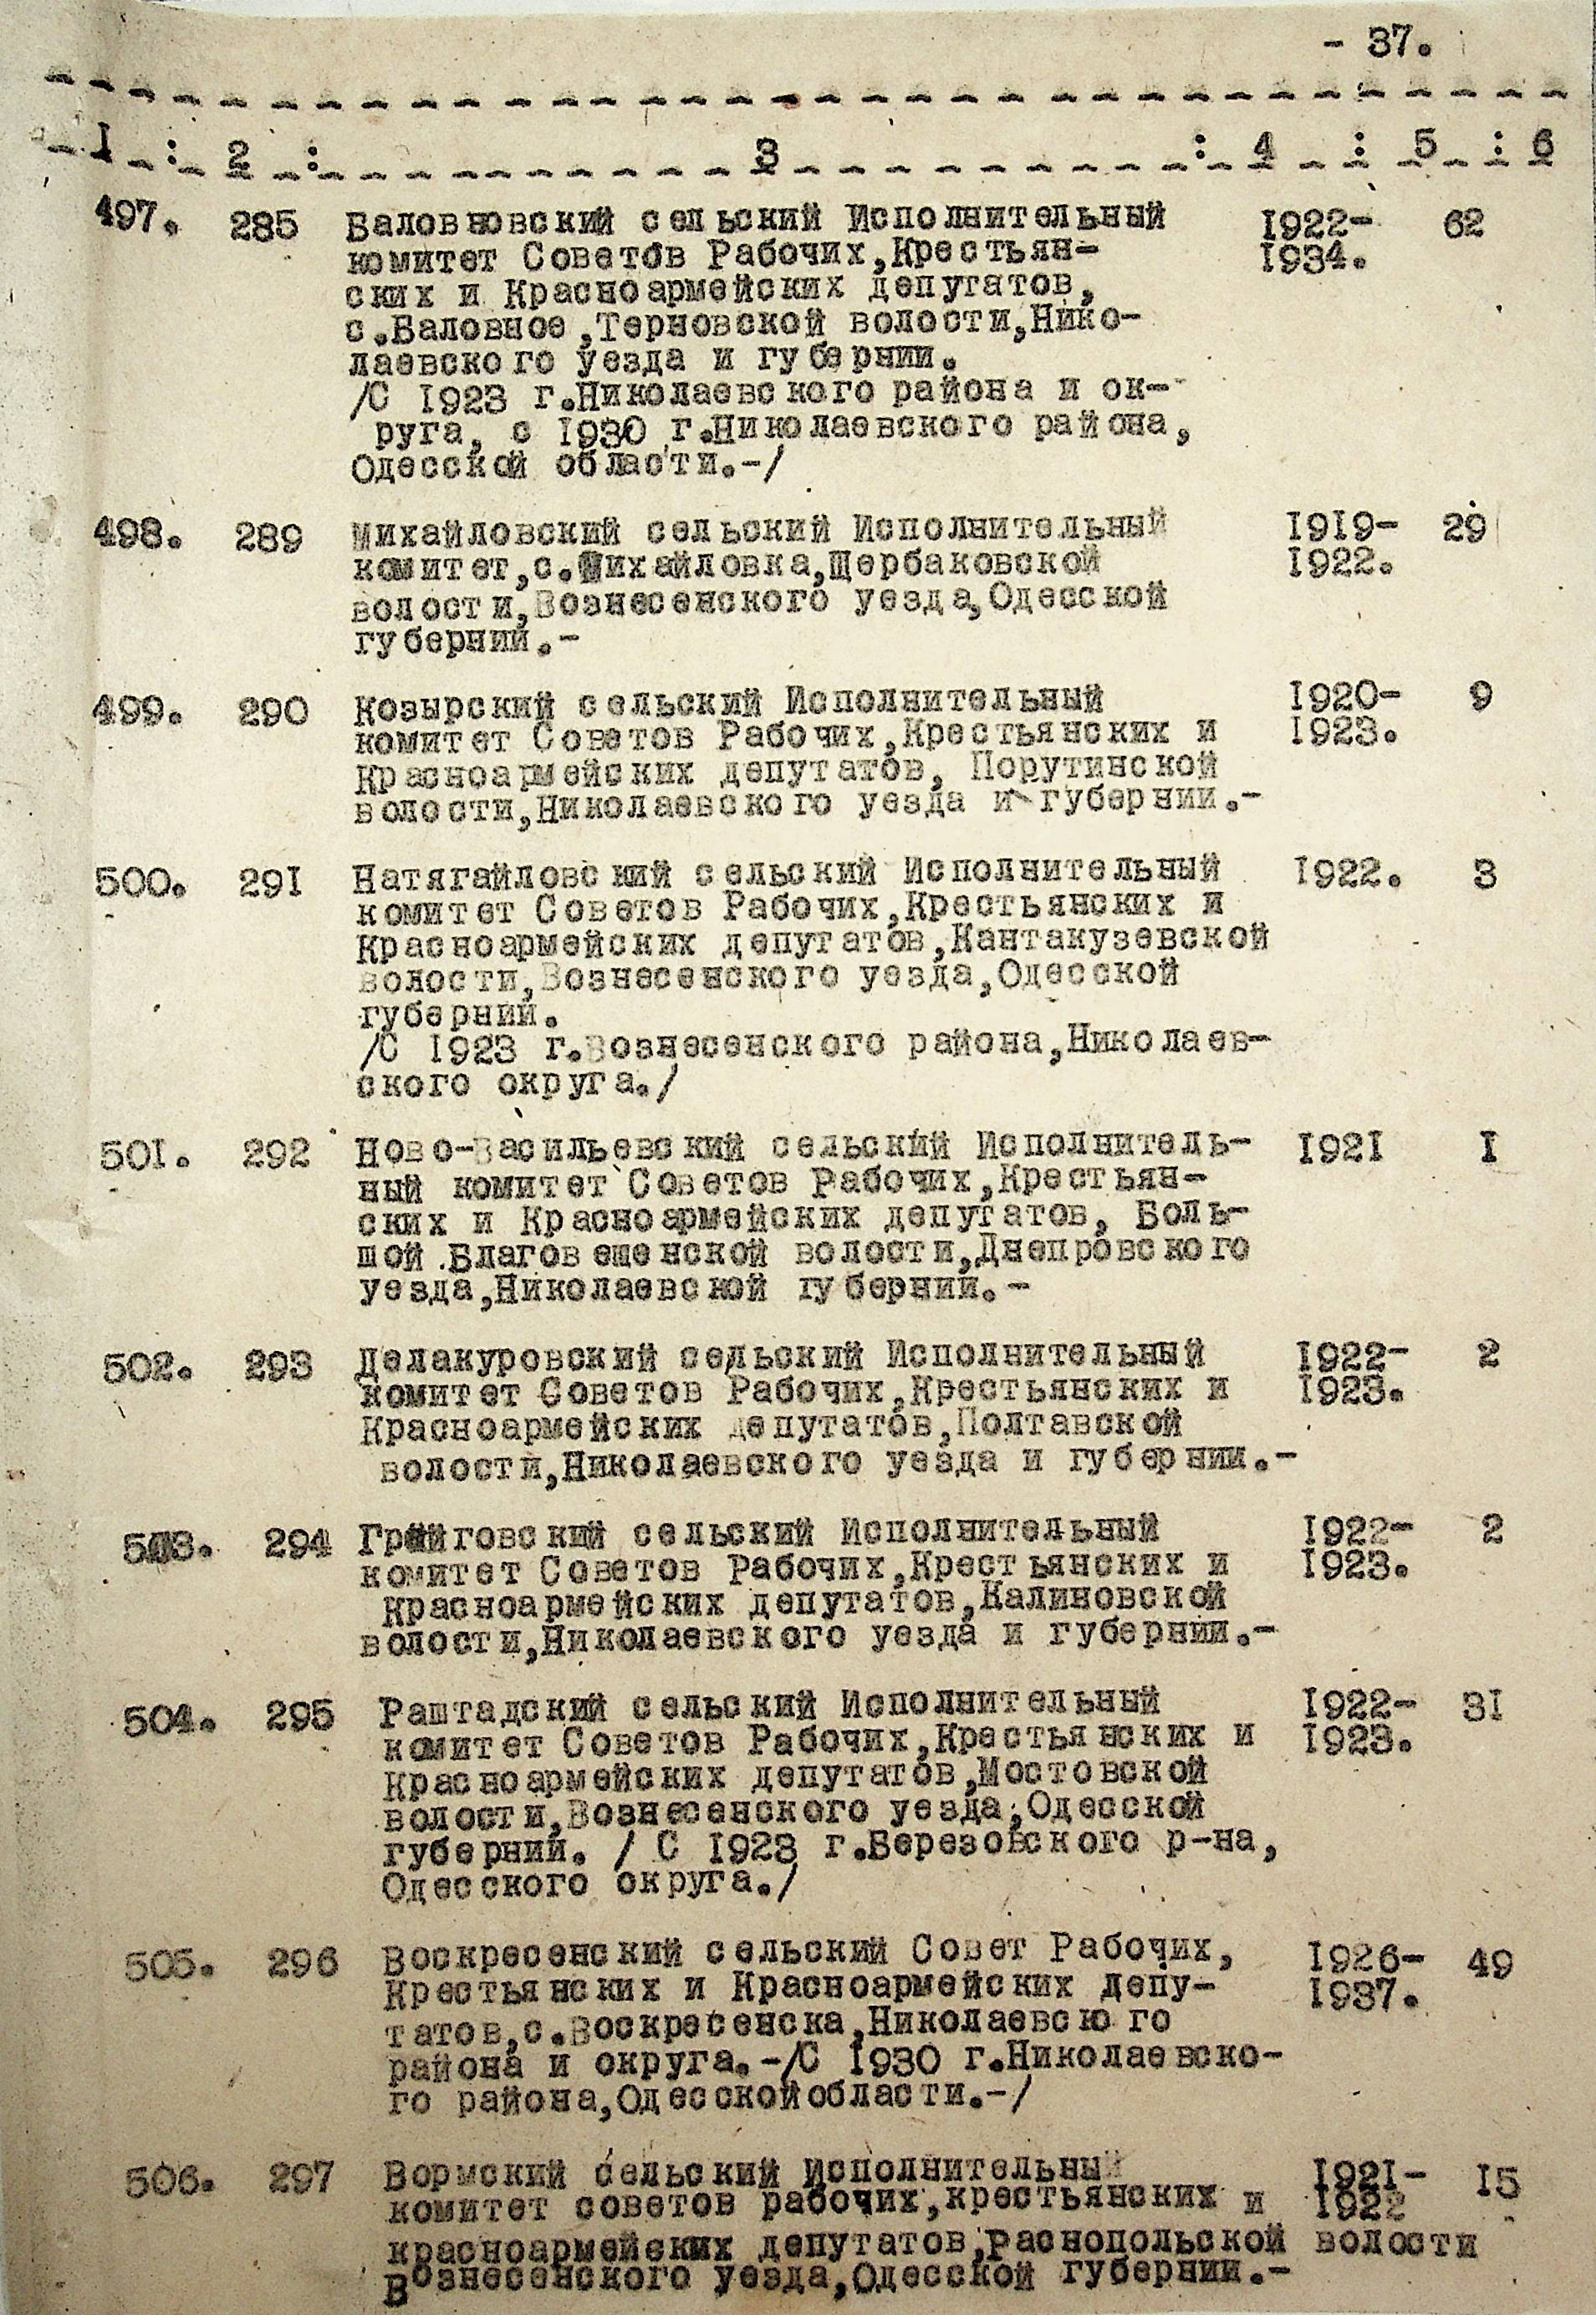 - 37.
1 : 2 : 3 : 4 : 5 : 6
497. 285 Баловновский сельский Исполнительный 1922- 62
комитет Советов Рабочих,Крестьян- 1934.
ских и Красноармейских депутатов,
с.Баловное,Терновской волости,Нико-
лаевского уезда и губернии.
/С 1923 г.Николаевского района и ок-
руга, с 1930 г.Николаевского района,
Одесской области.-/
498. 289 Михайловский сельский Исполнительный 1919- 29
комитет,с.Михайловка,Щербаковской 1922.
волости,Вознесенского уезда,Одесской
губернии.-
499. 290 Козырский сельский Исполнительный 1920- 9
комитет Советов Рабочих,Крестьянских и 1923.
Красноармейских депутатов, Порутинской
волости,Николаевского уезда и губернии.-
500. 291 Натягайловский сельский Исполнительный 1922. 3
комитет Советов Рабочих,Крестьянских и
Красноармейских депутатов,Кантакузевской
волости,Вознесенского уезда,Одесской
губернии.
/С 1923 г.Вознесенского района,Николаев-
ского округа./
501. 292 Ново-Васильевский сельский Исполнитель- 1921 1
ный комитет Советов Рабочих,Крестьян-
ских и Красноармейских депутатов, Боль-
шой Благовещенской волости,Днепровского
уезда,Николаевской губернии.-
502. 293 Делакуровский сельский Исполнительный 1922- 2
комитет Советов Рабочих,Крестьянских и 1923.
Красноармейских депутатов,Полтавской
волости,Николаевского уезда и губернии.-
503. 294 Грейговский сельский Исполнительный 1922- 2
комитет Советов Рабочих,Крестьянских и 1923.
Красноармейских депутатов,Калиновской
волости,Николаевского уезда и губернии.-
504. 295 Раштадский сельский Исполнительный 1922- 31
комитет Советов Рабочих,Крестьянских и 1923.
Красноармейских депутатов,Мостовской
волости,Вознесенского уезда,Одесской
губернии. / С 1923 г.Березовского р-на,
Одесского округа./
505. 296 Воскресенский сельский Совет Рабочих, 1926- 49
Крестьянских и Красноармейских депу- 1937.
татов,с.Воскресенска,Николаевского
района и округа.-/С 1930 г.Николаевско-
го района,Одесской области.-/
506. 297 Вормский сельский Исполнительный 1921- 15
комитет советов рабочих,крестьянских и 1922
красноармейских депутатов,Раснопольской волости
Вознесенского уезда,Одесской губернии.-